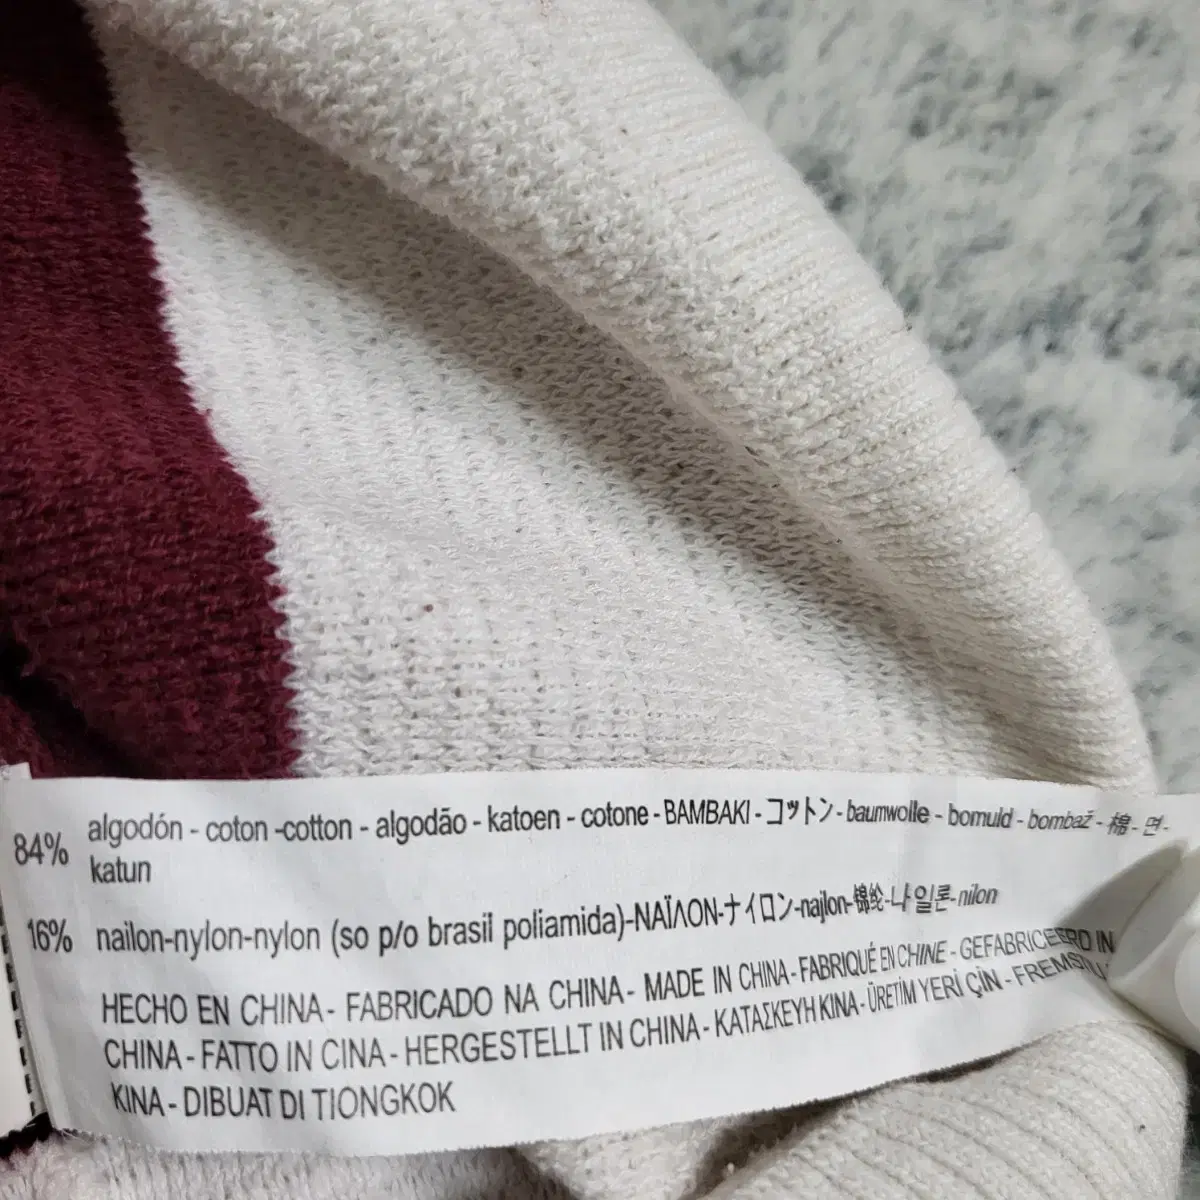 84% algodón - coton -cotton - algodão - katoen - cotone - BAMBAKI - コットン - baumwolle - bomuld - bombaž - 棉 - 면 -
katun
16% nailon-nylon-nylon (so p/o brasil poliamida)-NAÏΛON-ナイロン-najlon-锦纶-나일론-nilon
HECHO EN CHINA - FABRICADO NA CHINA - MADE IN CHINA - FABRIQUÉ EN CHINE - GEFABRICEERD IN
CHINA - FATTO IN CINA - HERGESTELLT IN CHINA - ΚΑΤΑΣΚΕΥΗ ΚΙΝΑ - ÜRETİM YERİ ÇİN -
KINA - DIBUAT DI TIONGKOK